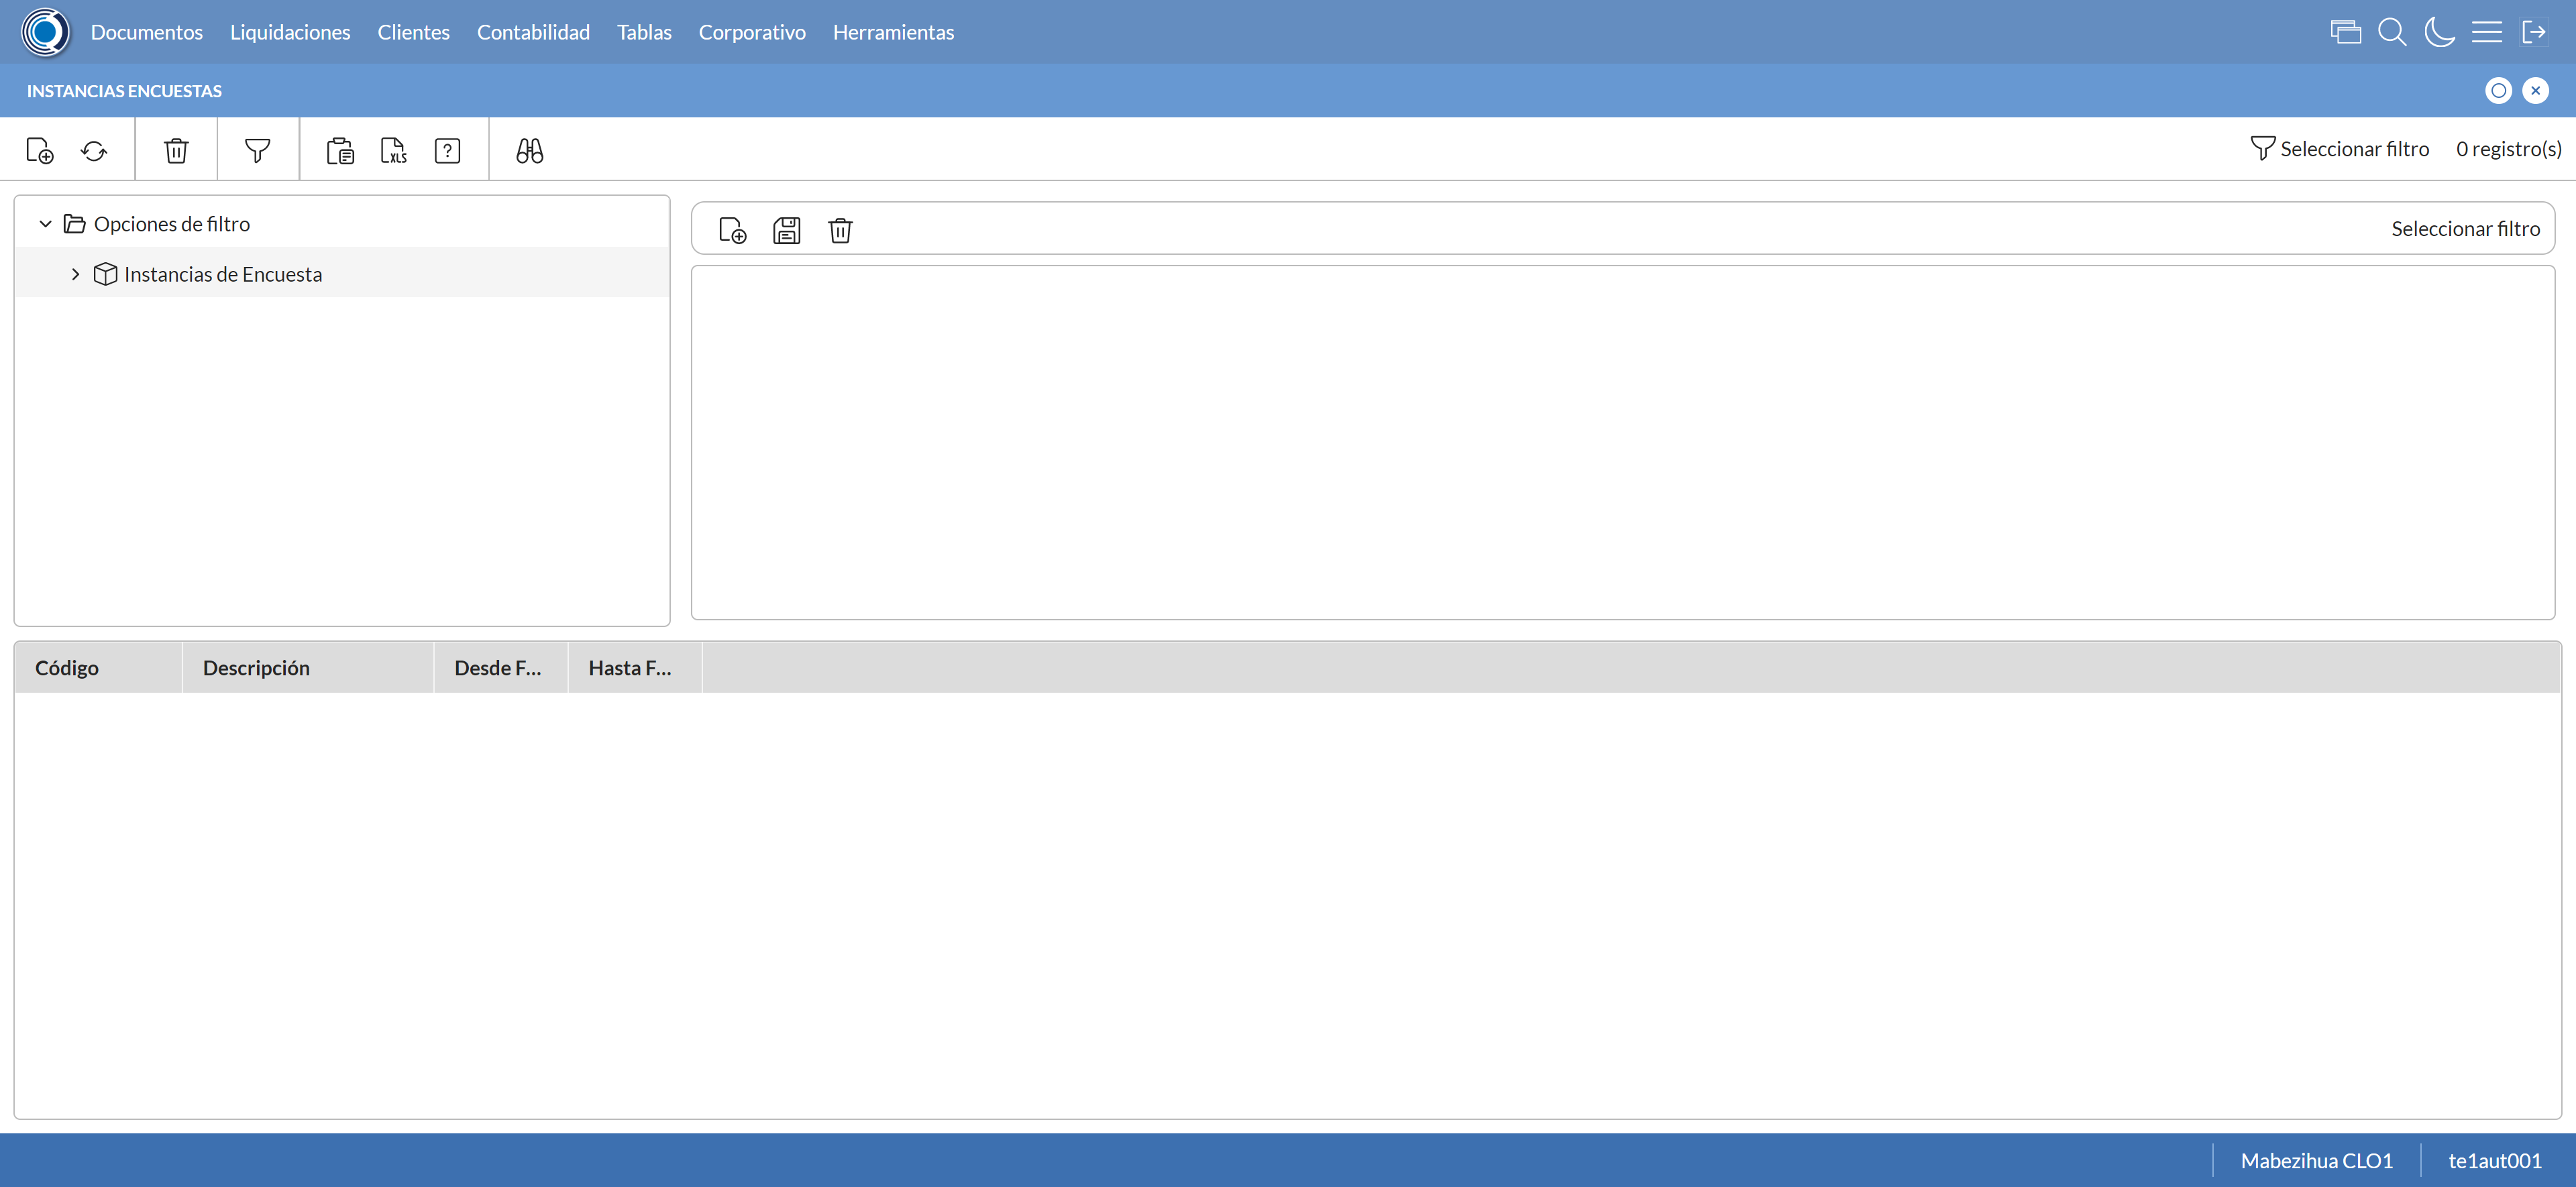 Documentos Liquidaciones Clientes Contabilidad Tablas Corporativo Herramientas
INSTANCIAS ENCUESTAS
XLS ? Seleccionar filtro 0 registro(s)
Opciones de filtro
Seleccionar filtro
Instancias de Encuesta
Código Descripción Desde F... Hasta F...
Mabezihua CLO1 te1aut001